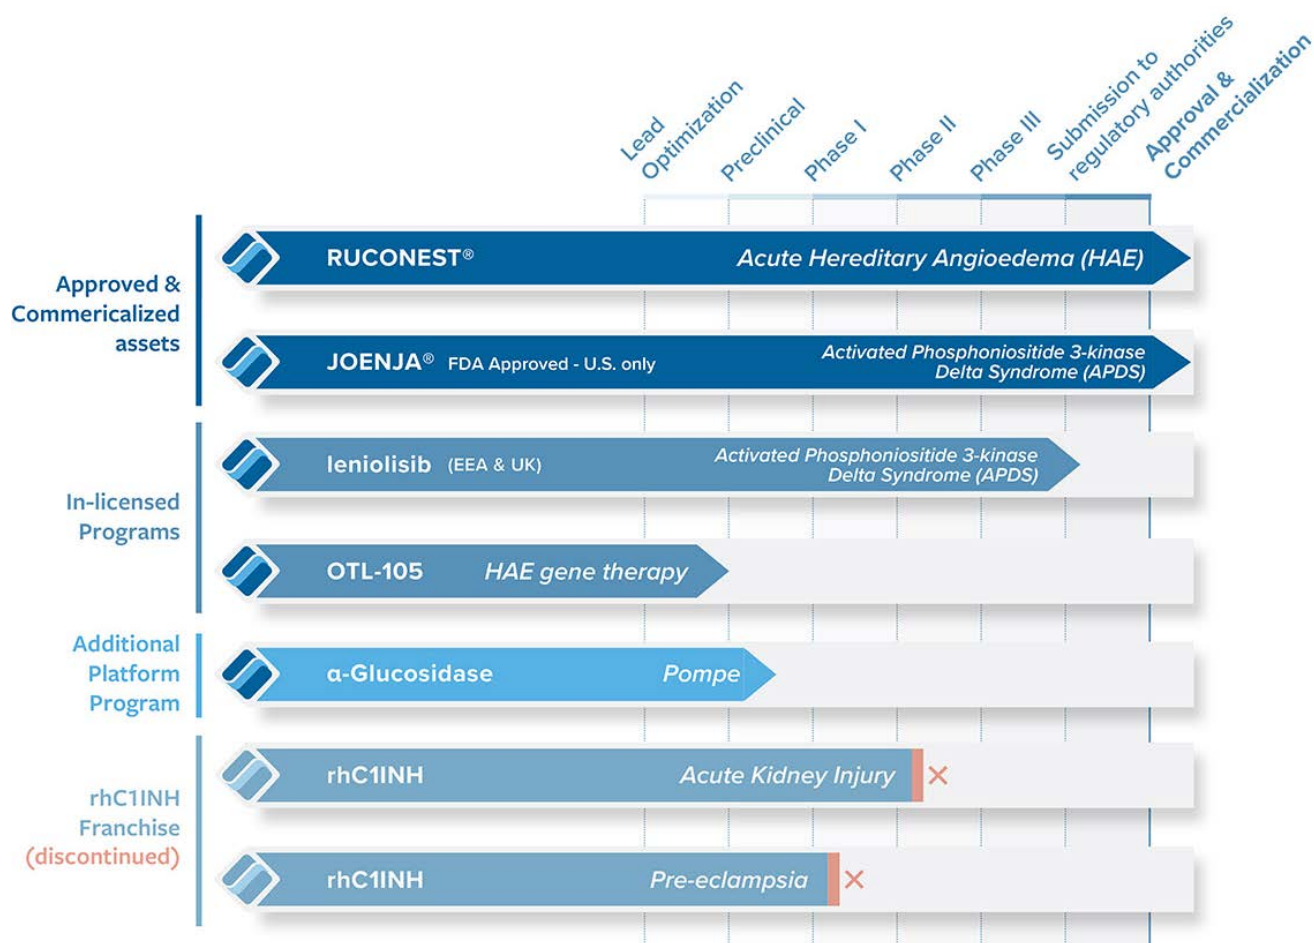 Lead
Optimization
Preclinical
Phase I
Phase II
Phase III
Submission to
regulatory authorities
Approval &
Commercialization
Approved &
Commericalized
assets
RUCONEST® Acute Hereditary Angioedema (HAE)
JOENJA® FDA Approved - U.S. only Activated Phosphoniositide 3-kinase
Delta Syndrome (APDS)
In-licensed
Programs
leniolisib (EEA & UK) Activated Phosphoniositide 3-kinase
Delta Syndrome (APDS)
OTL-105 HAE gene therapy
Additional
Platform
Program
α-Glucosidase Pompe
rhC1INH
Franchise
(discontinued)
rhC1INH Acute Kidney Injury
rhC1INH Pre-eclampsia